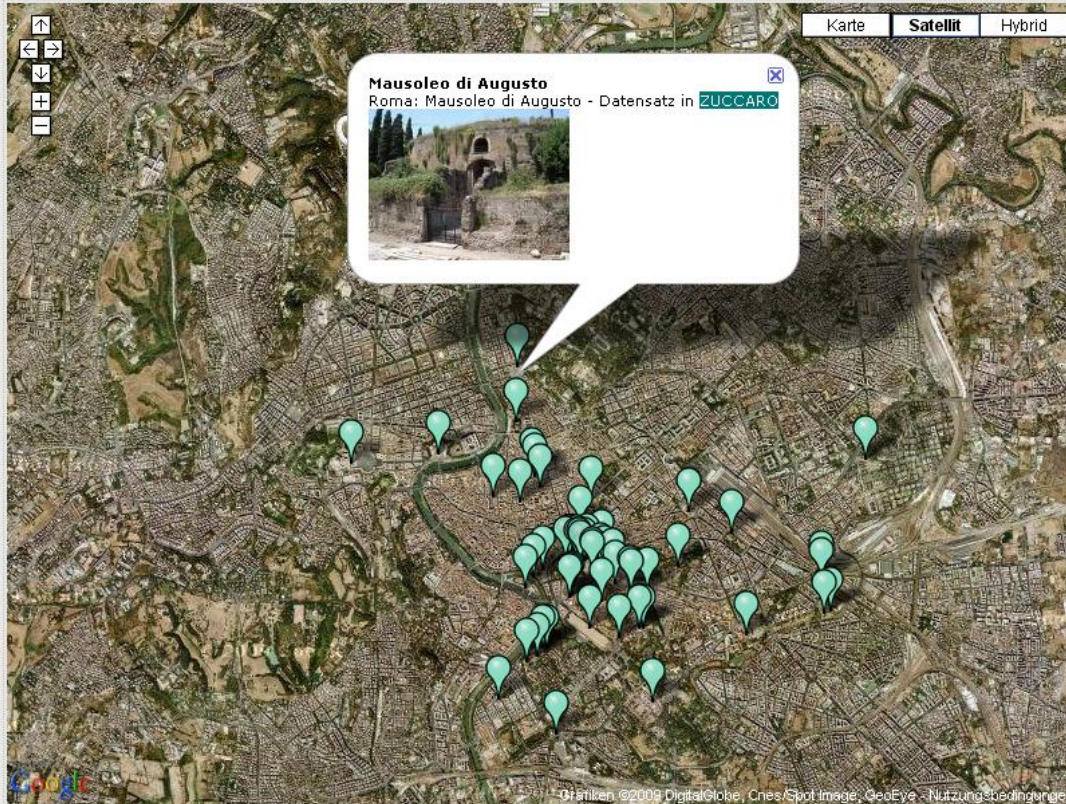 Karte Satellit Hybrid
Mausoleo di Augusto
Roma: Mausoleo di Augusto - Datensatz in ZUCCARO
Google
Grafiken ©2009 DigitalGlobe, Cnes/Spot Image, GeoEye - Nutzungsbedingunge